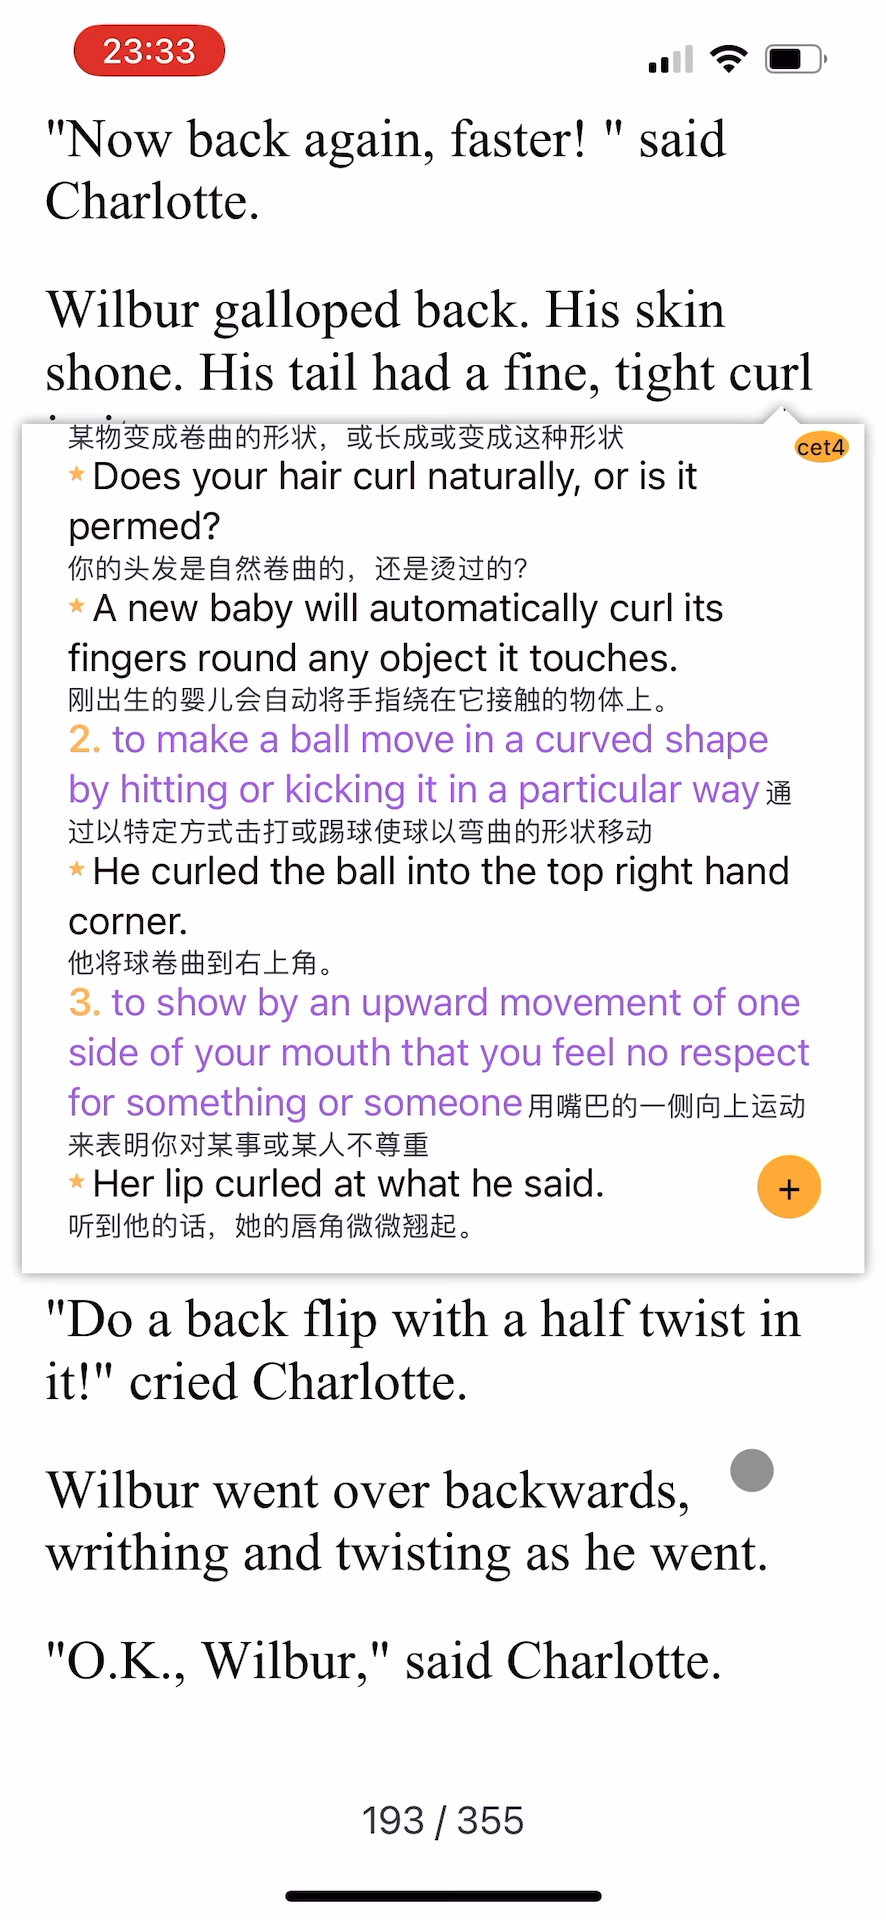 23:33
"Now back again, faster! " said
Charlotte.
Wilbur galloped back. His skin
shone. His tail had a fine, tight curl
某物变成卷曲的形状，或长成或变成这种形状
cet4
Does your hair curl naturally, or is it
permed?
你的头发是自然卷曲的，还是烫过的?
A new baby will automatically curl its
fingers round any object it touches.
刚出生的婴儿会自动将手指绕在它接触的物体上。
2. to make a ball move in a curved shape
by hitting or kicking it in a particular way 通
过以特定方式击打或踢球使球以弯曲的形状移动
He curled the ball into the top right hand
corner.
他将球卷曲到右上角。
3. to show by an upward movement of one
side of your mouth that you feel no respect
for something or someone 用嘴巴的一侧向上运动
来表明你对某事或某人不尊重
Her lip curled at what he said.
+
听到他的话，她的唇角微微翘起。
"Do a back flip with a half twist in
it!" cried Charlotte.
Wilbur went over backwards,
writhing and twisting as he went.
"O.K., Wilbur," said Charlotte.
193 / 355